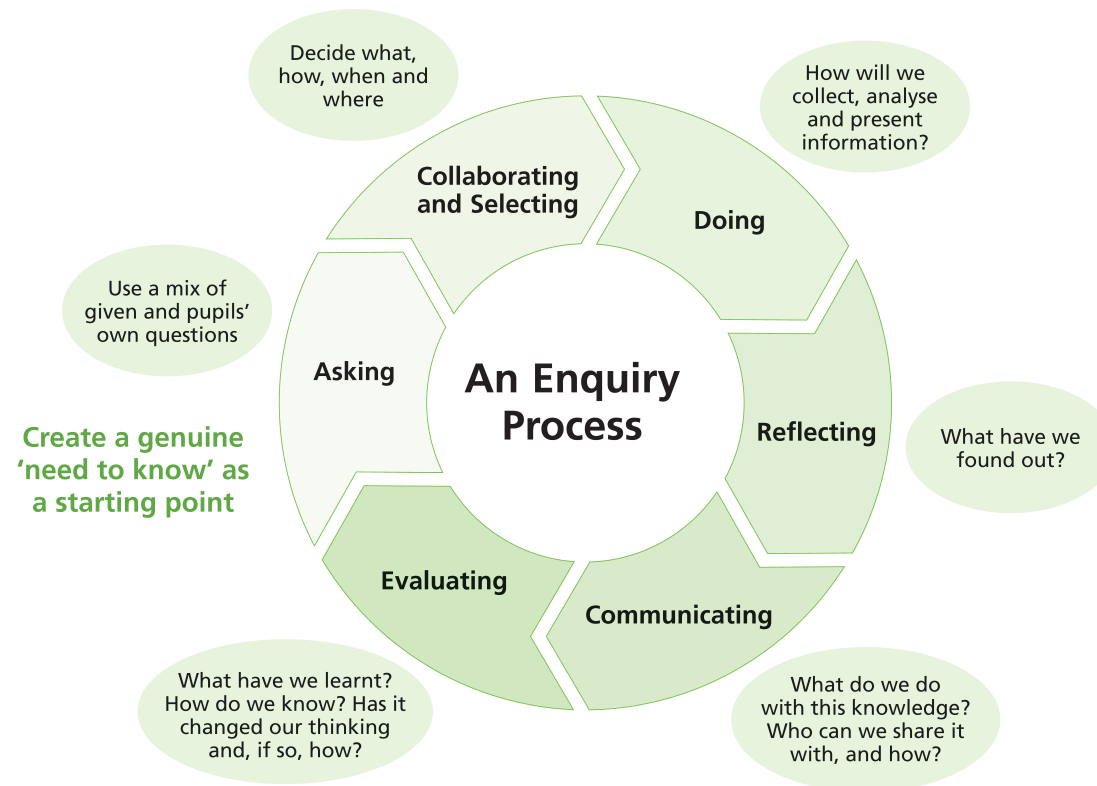 An Enquiry
Process
Create a genuine
‘need to know’ as
a starting point
Asking
Use a mix of
given and pupils’
own questions
Collaborating
and Selecting
Decide what,
how, when and
where
Doing
How will we
collect, analyse
and present
information?
Reflecting
What have we
found out?
Communicating
What do we do
with this knowledge?
Who can we share it
with, and how?
Evaluating
What have we learnt?
How do we know? Has it
changed our thinking
and, if so, how?